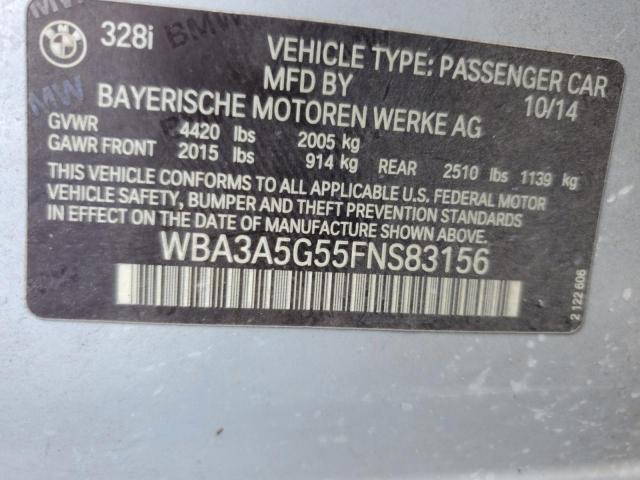 BMW 328i VEHICLE TYPE: PASSENGER CAR
MFD BY 10/14
BAYERISCHE MOTOREN WERKE AG
GVWR 4420 lbs 2005 kg
GAWR FRONT 2015 lbs 914 kg REAR 2510 lbs 1139 kg
THIS VEHICLE CONFORMS TO ALL APPLICABLE U.S. FEDERAL MOTOR
VEHICLE SAFETY, BUMPER AND THEFT PREVENTION STANDARDS
IN EFFECT ON THE DATE OF MANUFACTURE SHOWN ABOVE.
WBA3A5G55FNS83156
2 122 606